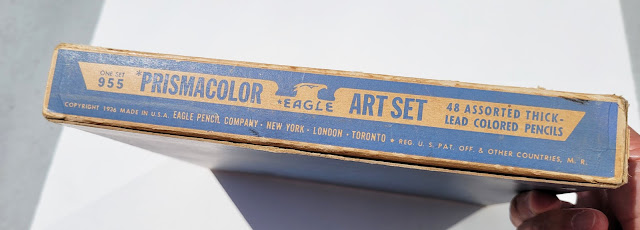 ONE SET
955
*PRISMACOLOR
*EAGLE
ART SET
48 ASSORTED THICK-
LEAD COLORED PENCILS
COPYRIGHT 1936 MADE IN U.S.A. EAGLE PENCIL COMPANY · NEW YORK · LONDON · TORONTO * REG. U. S. PAT. OFF. & OTHER COUNTRIES, M. R.